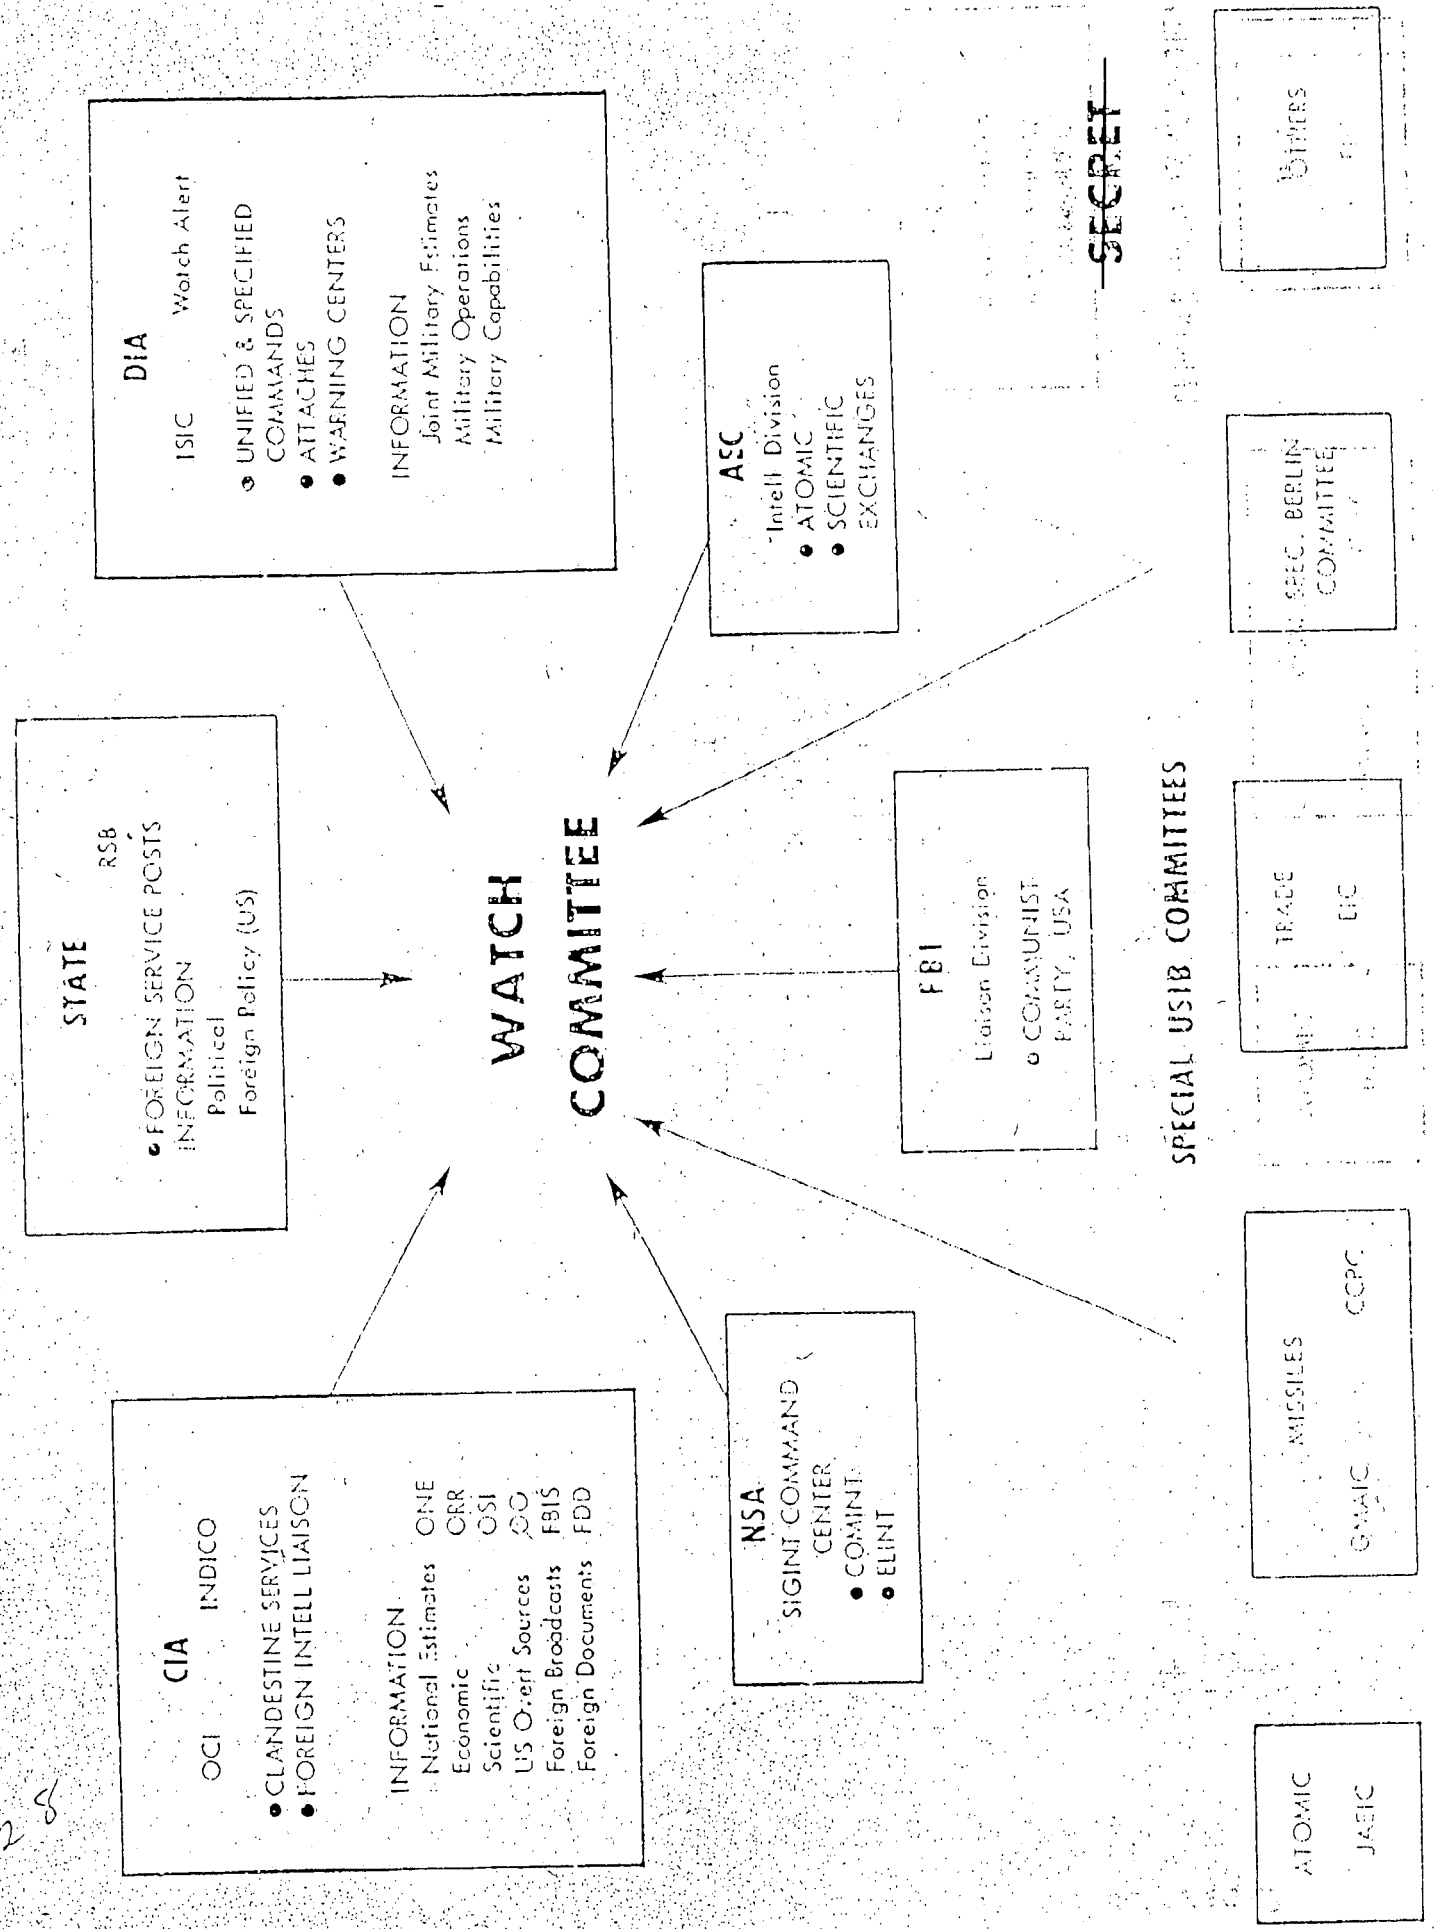 STATE
RSB
● FOREIGN SERVICE POSTS
INFORMATION
Political
Foreign Policy (US)
CIA
OCI INDICO
● CLANDESTINE SERVICES
● FOREIGN INTELL LIAISON
INFORMATION
National Estimates ONE
Economic ORR
Scientific OSI
US Overt Sources OO
Foreign Broadcasts FBIS
Foreign Documents FDD
DIA
ISIC Watch Alert
● UNIFIED & SPECIFIED
COMMANDS
● ATTACHES
● WARNING CENTERS
INFORMATION
Joint Military Estimates
Military Operations
Military Capabilities
WATCH
COMMITTEE
NSA
SIGINT COMMAND
CENTER
● COMINT
● ELINT
FBI
Liaison Division
● COMMUNIST
PARTY, USA
AEC
Intell Division
● ATOMIC
● SCIENTIFIC
EXCHANGES
SPECIAL USIB COMMITTEES
SECRET
ATOMIC
JAEIC
MISSILES
GMAIC CCPC
TRADE
EIC
SPEC. BERLIN
COMMITTEE
OTHERS